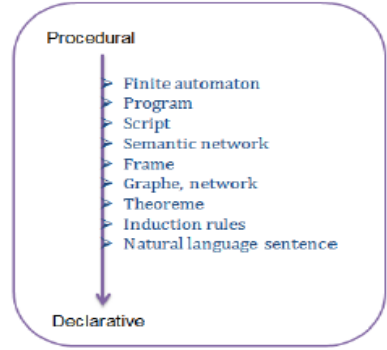 Procedural
Finite automaton
Program
Script
Semantic network
Frame
Graphe, network
Theoreme
Induction rules
Natural language sentence
Declarative